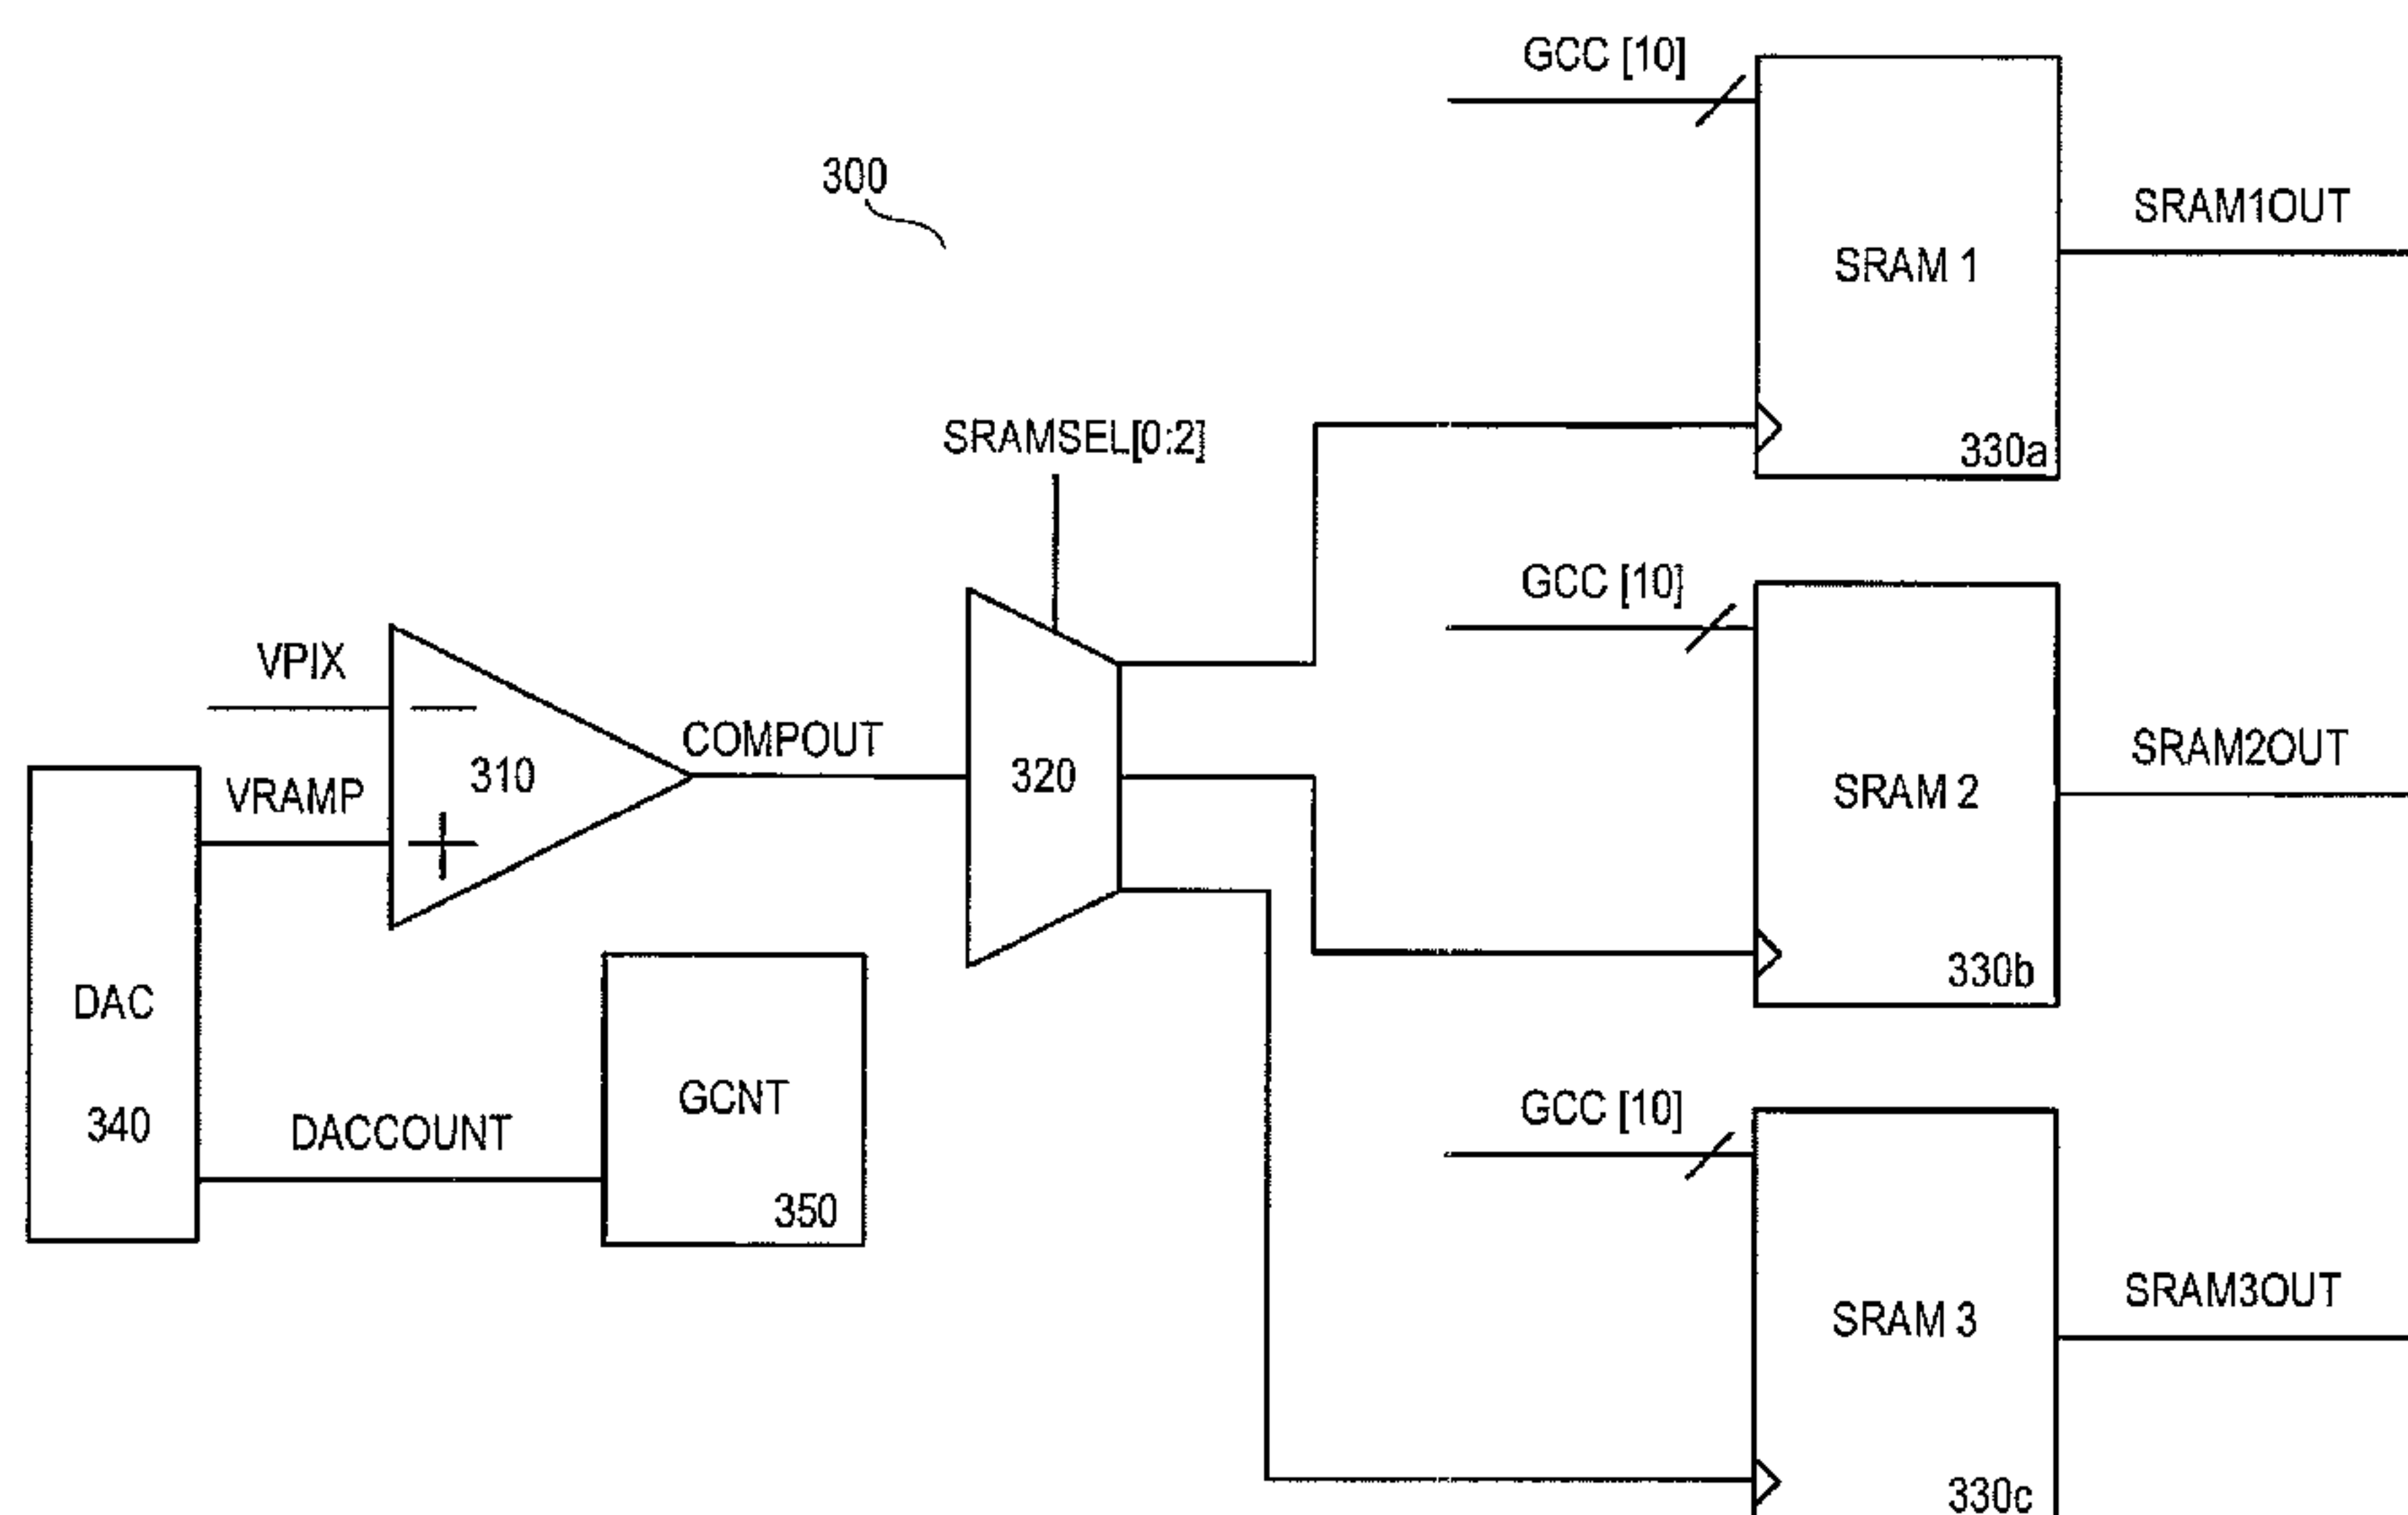 GCC [10]
300
SRAM1OUT
SRAM 1
SRAMSEL[0:2]
330a
GCC [10]
VPIX
COMPOUT
SRAM2OUT
310
320
VRAMP
SRAM 2
330b
DAC
GCNT
GCC [10]
340
DACCOUNT
350
SRAM3OUT
SRAM 3
330c